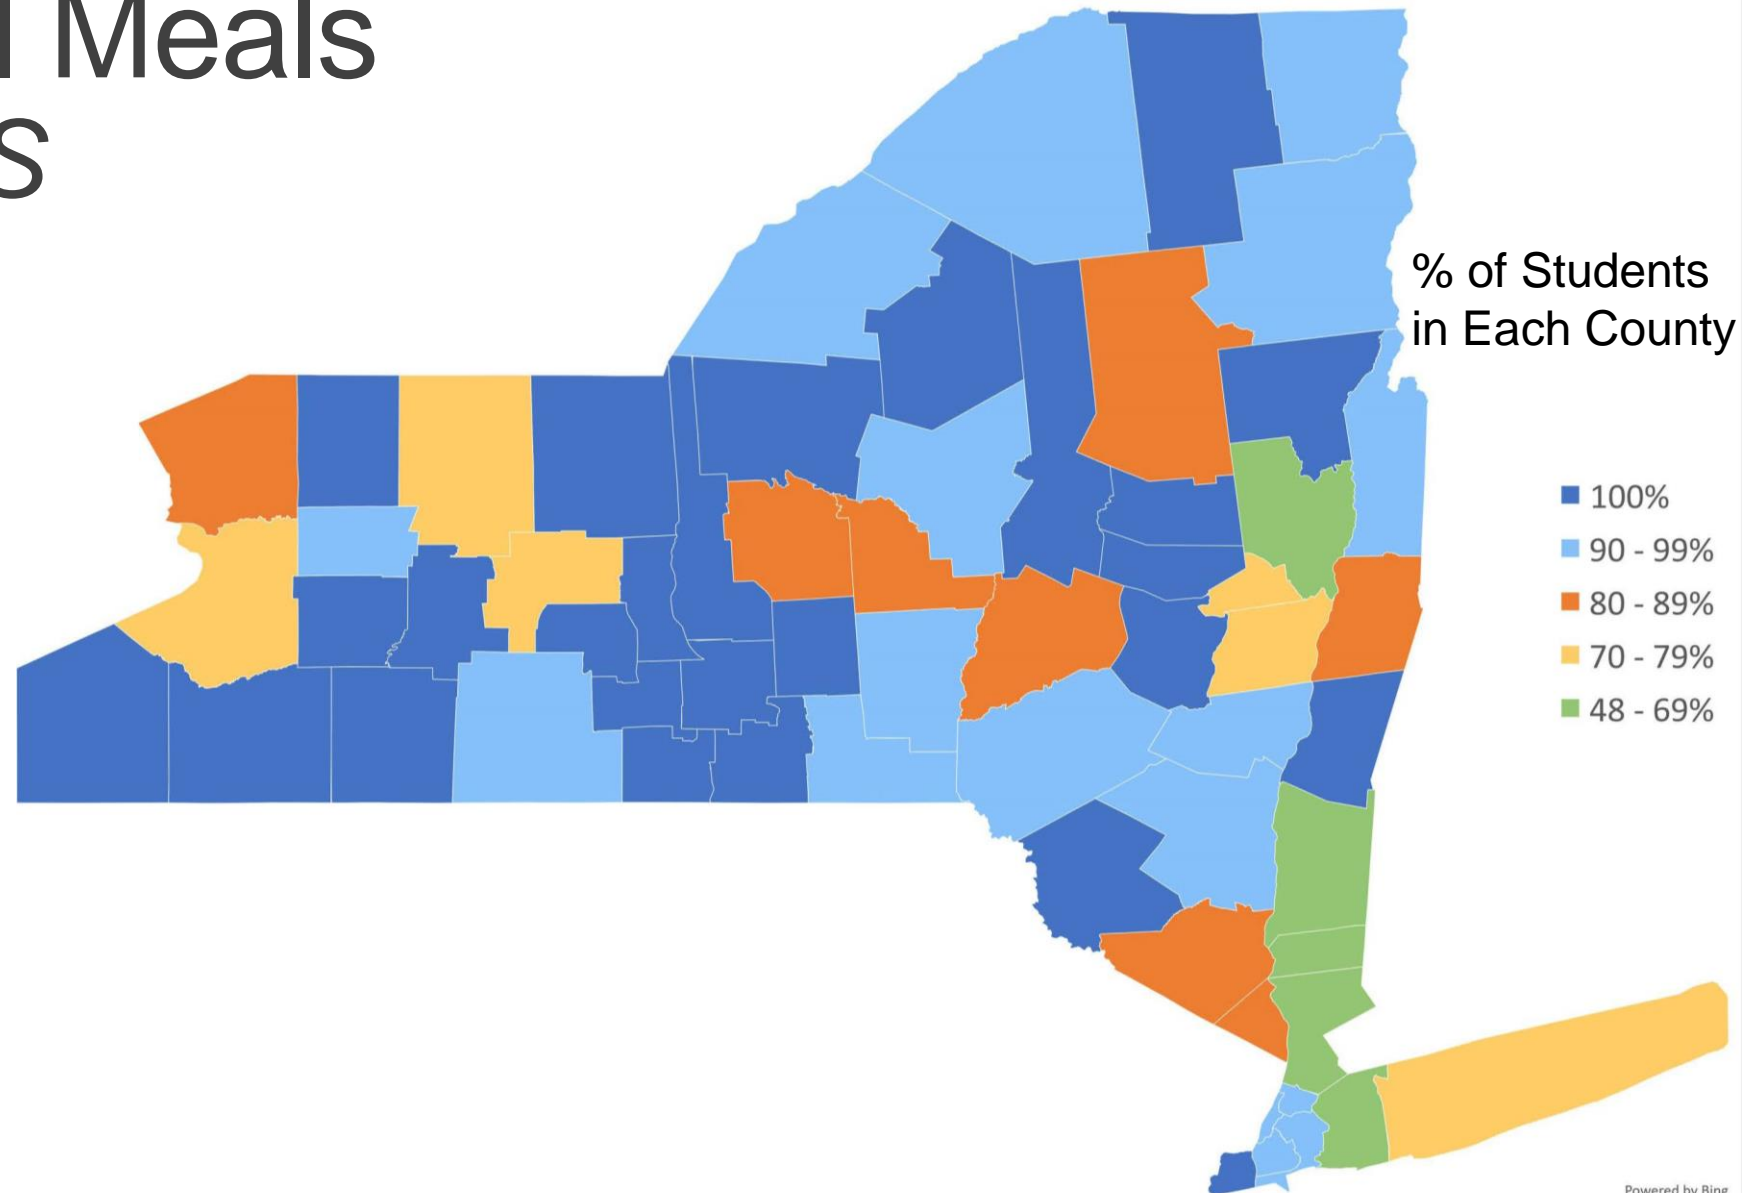 Meals
S
% of Students
in Each County
100%
90 - 99%
80 - 89%
70 - 79%
48 - 69%
Powered by Bing